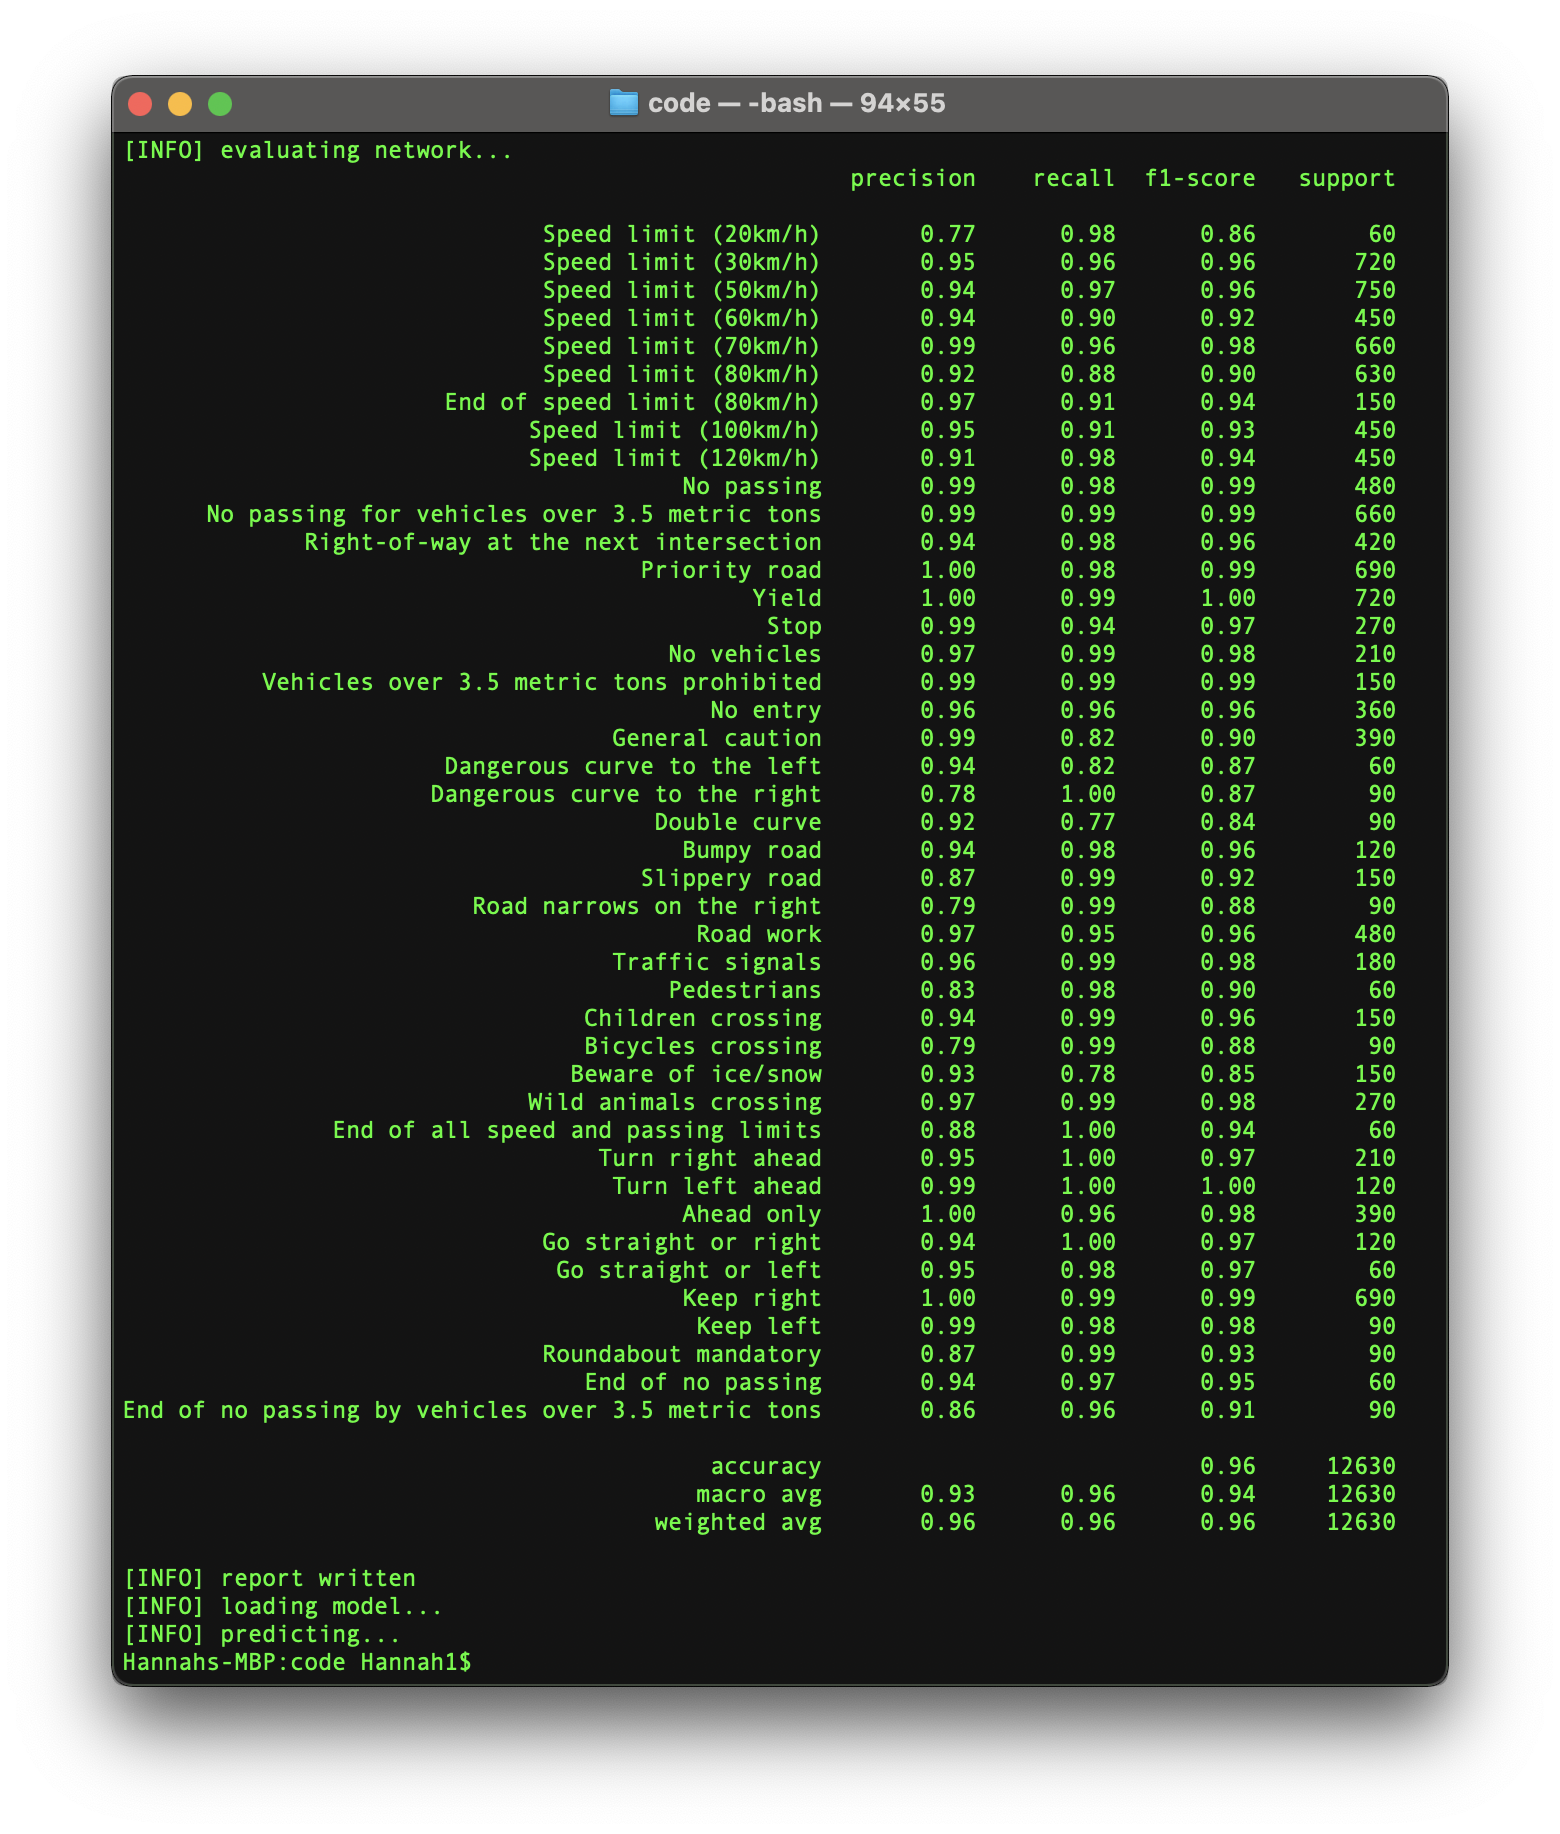 code — -bash — 94×55
[INFO] evaluating network...
precision recall f1-score support
Speed limit (20km/h) 0.77 0.98 0.86 60
Speed limit (30km/h) 0.95 0.96 0.96 720
Speed limit (50km/h) 0.94 0.97 0.96 750
Speed limit (60km/h) 0.94 0.90 0.92 450
Speed limit (70km/h) 0.99 0.96 0.98 660
Speed limit (80km/h) 0.92 0.88 0.90 630
End of speed limit (80km/h) 0.97 0.91 0.94 150
Speed limit (100km/h) 0.95 0.91 0.93 450
Speed limit (120km/h) 0.91 0.98 0.94 450
No passing 0.99 0.98 0.99 480
No passing for vehicles over 3.5 metric tons 0.99 0.99 0.99 660
Right-of-way at the next intersection 0.94 0.98 0.96 420
Priority road 1.00 0.98 0.99 690
Yield 1.00 0.99 1.00 720
Stop 0.99 0.94 0.97 270
No vehicles 0.97 0.99 0.98 210
Vehicles over 3.5 metric tons prohibited 0.99 0.99 0.99 150
No entry 0.96 0.96 0.96 360
General caution 0.99 0.82 0.90 390
Dangerous curve to the left 0.94 0.82 0.87 60
Dangerous curve to the right 0.78 1.00 0.87 90
Double curve 0.92 0.77 0.84 90
Bumpy road 0.94 0.98 0.96 120
Slippery road 0.87 0.99 0.92 150
Road narrows on the right 0.79 0.99 0.88 90
Road work 0.97 0.95 0.96 480
Traffic signals 0.96 0.99 0.98 180
Pedestrians 0.83 0.98 0.90 60
Children crossing 0.94 0.99 0.96 150
Bicycles crossing 0.79 0.99 0.88 90
Beware of ice/snow 0.93 0.78 0.85 150
Wild animals crossing 0.97 0.99 0.98 270
End of all speed and passing limits 0.88 1.00 0.94 60
Turn right ahead 0.95 1.00 0.97 210
Turn left ahead 0.99 1.00 1.00 120
Ahead only 1.00 0.96 0.98 390
Go straight or right 0.94 1.00 0.97 120
Go straight or left 0.95 0.98 0.97 60
Keep right 1.00 0.99 0.99 690
Keep left 0.99 0.98 0.98 90
Roundabout mandatory 0.87 0.99 0.93 90
End of no passing 0.94 0.97 0.95 60
End of no passing by vehicles over 3.5 metric tons 0.86 0.96 0.91 90
accuracy 0.96 12630
macro avg 0.93 0.96 0.94 12630
weighted avg 0.96 0.96 0.96 12630
[INFO] report written
[INFO] loading model...
[INFO] predicting...
Hannahs-MBP:code Hannah1$